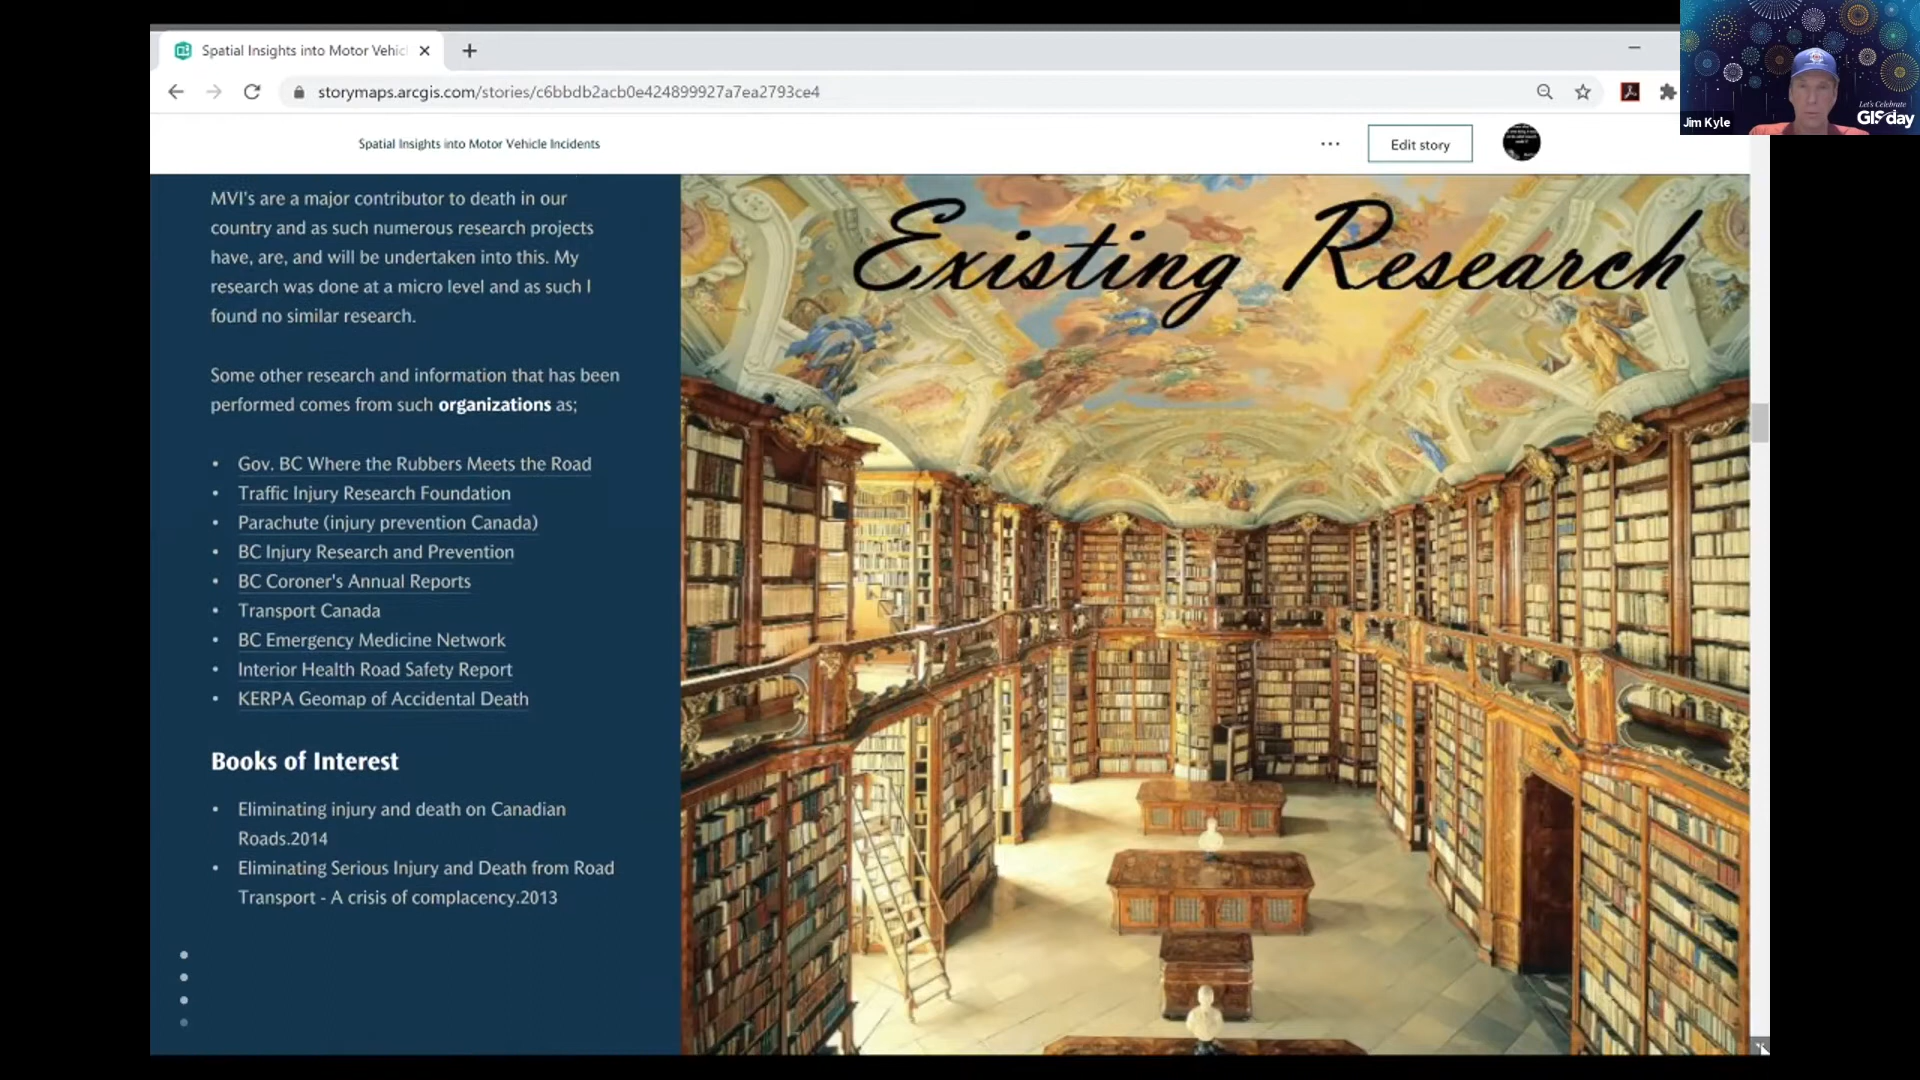 Spatial Insights into Motor Vehic
storymaps.arcgis.com/stories/c6bbdb2acb0e424899927a7ea2793ce4
Jim Kyle
Let's Celebrate
GISday
Spatial Insights into Motor Vehicle Incidents
Edit story
MVI's are a major contributor to death in our
country and as such numerous research projects
have, are, and will be undertaken into this. My
research was done at a micro level and as such I
found no similar research.
Some other research and information that has been
performed comes from such organizations as;
• Gov. BC Where the Rubbers Meets the Road
• Traffic Injury Research Foundation
• Parachute (injury prevention Canada)
• BC Injury Research and Prevention
• BC Coroner's Annual Reports
• Transport Canada
• BC Emergency Medicine Network
• Interior Health Road Safety Report
• KERPA Geomap of Accidental Death
Books of Interest
• Eliminating injury and death on Canadian
Roads.2014
• Eliminating Serious Injury and Death from Road
Transport - A crisis of complacency.2013
Existing Research